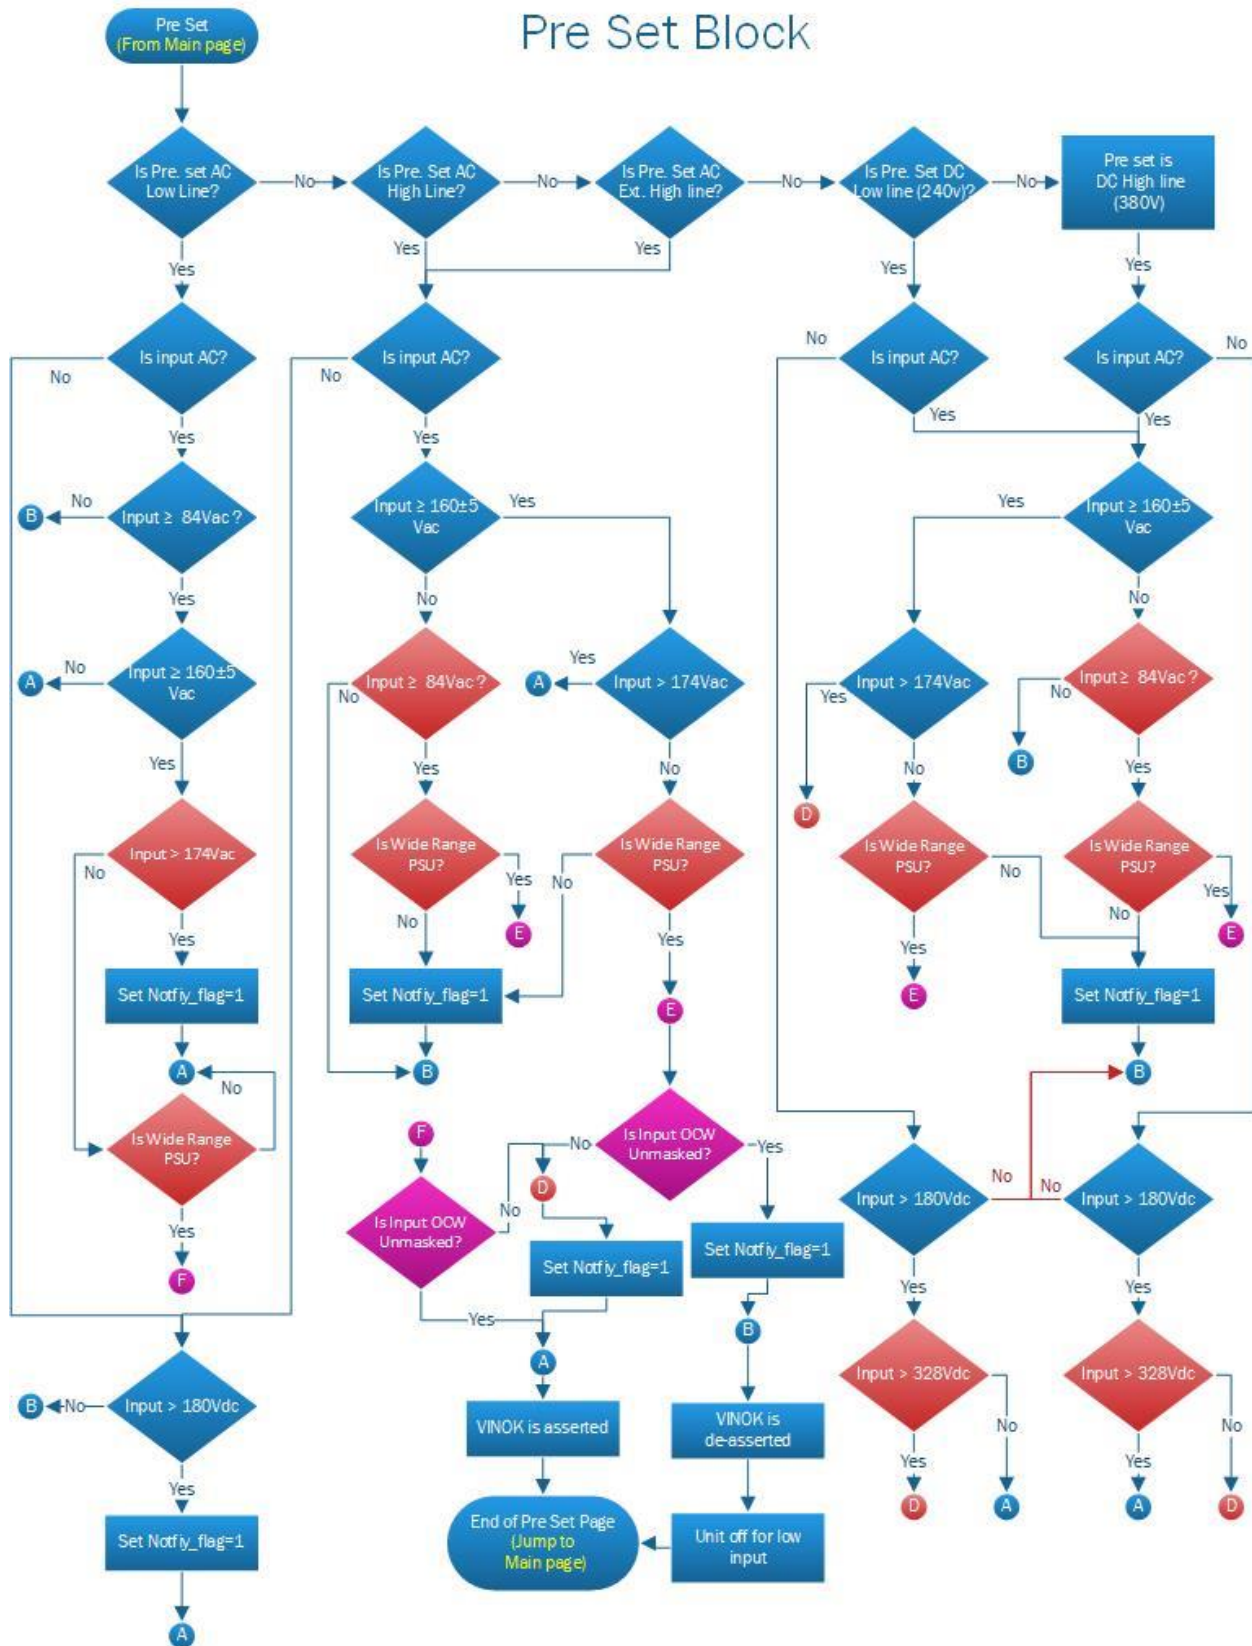 Pre Set Block
Pre Set
(From Main page)
Is Pre. set AC
Low Line?
No
Is Pre. Set AC
High Line?
No
Is Pre. Set AC
Ext. High line?
No
Is Pre. Set DC
Low line (240v)?
No
Pre set is
DC High line
(380V)
Yes
Yes
Yes
Yes
Yes
Is input AC?
No
Is input AC?
No
No
Is input AC?
Is input AC?
No
Yes
Yes
Yes
Yes
B
No
Input ≥ 84Vac ?
Input ≥ 160±5
Vac
Yes
Yes
Input ≥ 160±5
Vac
Yes
No
No
A
No
Input ≥ 160±5
Vac
Input ≥ 84Vac ?
No
A
Yes
Input > 174Vac
Input > 174Vac
Yes
Input ≥ 84Vac ?
No
B
D
Yes
Yes
No
No
Yes
Input > 174Vac
No
Is Wide Range
PSU?
Yes
E
No
Is Wide Range
PSU?
Is Wide Range
PSU?
No
Is Wide Range
PSU?
Yes
E
Yes
No
Yes
Yes
No
Set Notfiy_flag=1
Set Notfiy_flag=1
E
E
Set Notfiy_flag=1
A
No
B
B
Is Wide Range
PSU?
F
No
Is Input OCW
Unmasked?
Yes
D
Yes
F
Is Input OCW
Unmasked?
No
Set Notfiy_flag=1
Set Notfiy_flag=1
Input > 180Vdc
No
No
Input > 180Vdc
Yes
Yes
Yes
A
B
B
No
Input > 180Vdc
VINOK is asserted
VINOK is
de-asserted
Input > 328Vdc
Input > 328Vdc
No
No
Yes
Yes
Yes
D
A
A
D
Set Notfiy_flag=1
End of Pre Set Page
(Jump to
Main page)
Unit off for low
input
A